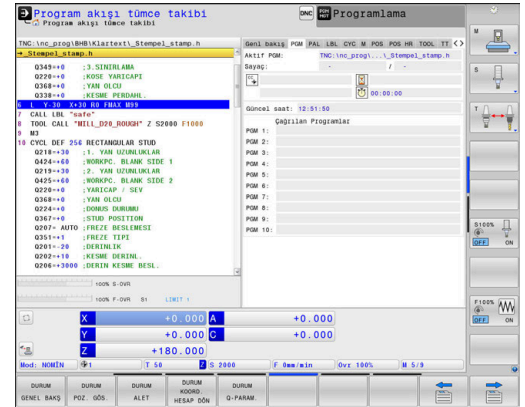 Program akışı tümce takibi
Program akışı tümce takibi
DNC
Programlama
TNC:\nc_prog\BHB\Klartext\_Stempel_stamp.h
→_Stempel_stamp.h
Q349=+0 ;3.SINIRLAMA
Q220=+0 ;KOSE YARICAPI
Q368=+0 ;YAN OLCU
Q338=+0 ;KESME PERDAHL.
6 L Y-30 X+30 R0 FMAX M99
7 CALL LBL "safe"
8 TOOL CALL "MILL_D20_ROUGH" Z S2000 F1000
9 M3
10 CYCL DEF 256 RECTANGULAR STUD
Q218=+30 ;1. YAN UZUNLUKLAR
Q424=+60 ;WORKPC. BLANK SIDE 1
Q219=+30 ;2. YAN UZUNLUKLAR
Q425=+60 ;WORKPC. BLANK SIDE 2
Q220=+0 ;YARICAP / SEV
Q368=+0 ;YAN OLCU
Q224=+0 ;DONUS DURUMU
Q367=+0 ;STUD POSITION
Q207= AUTO ;FREZE BESLEMESI
Q351=+1 ;FREZE TIPI
Q201=-20 ;DERINLIK
Q202=+10 ;KESME DERINL.
Q206=+3000 ;DERIN KESME BESL.
Genl bakış PGM PAL LBL CYC M POS POS HR TOOL TT
Aktif PGM: TNC:\nc_prog\...\_Stempel_stamp.h
Sayaç: - / -
00:00:00
Güncel saat: 12:51:50
Çağrılan Programlar
PGM 1:
PGM 2:
PGM 3:
PGM 4:
PGM 5:
PGM 6:
PGM 7:
PGM 8:
PGM 9:
PGM 10:
100% S-OVR
100% F-OVR S1 LIMIT 1
X +0.000 A +0.000
Y +0.000 C +0.000
Z +180.000
Mod: NOMİN 1 T 50 Z S 2000 F 0mm/min Ovr 100% M 5/9
DURUM GENEL BAKŞ
DURUM POZ. GÖS.
DURUM ALET
DURUM KOORD. HESAP DÖN
DURUM Q-PARAM.
M
S
T
S100%
OFF ON
F100%
OFF ON